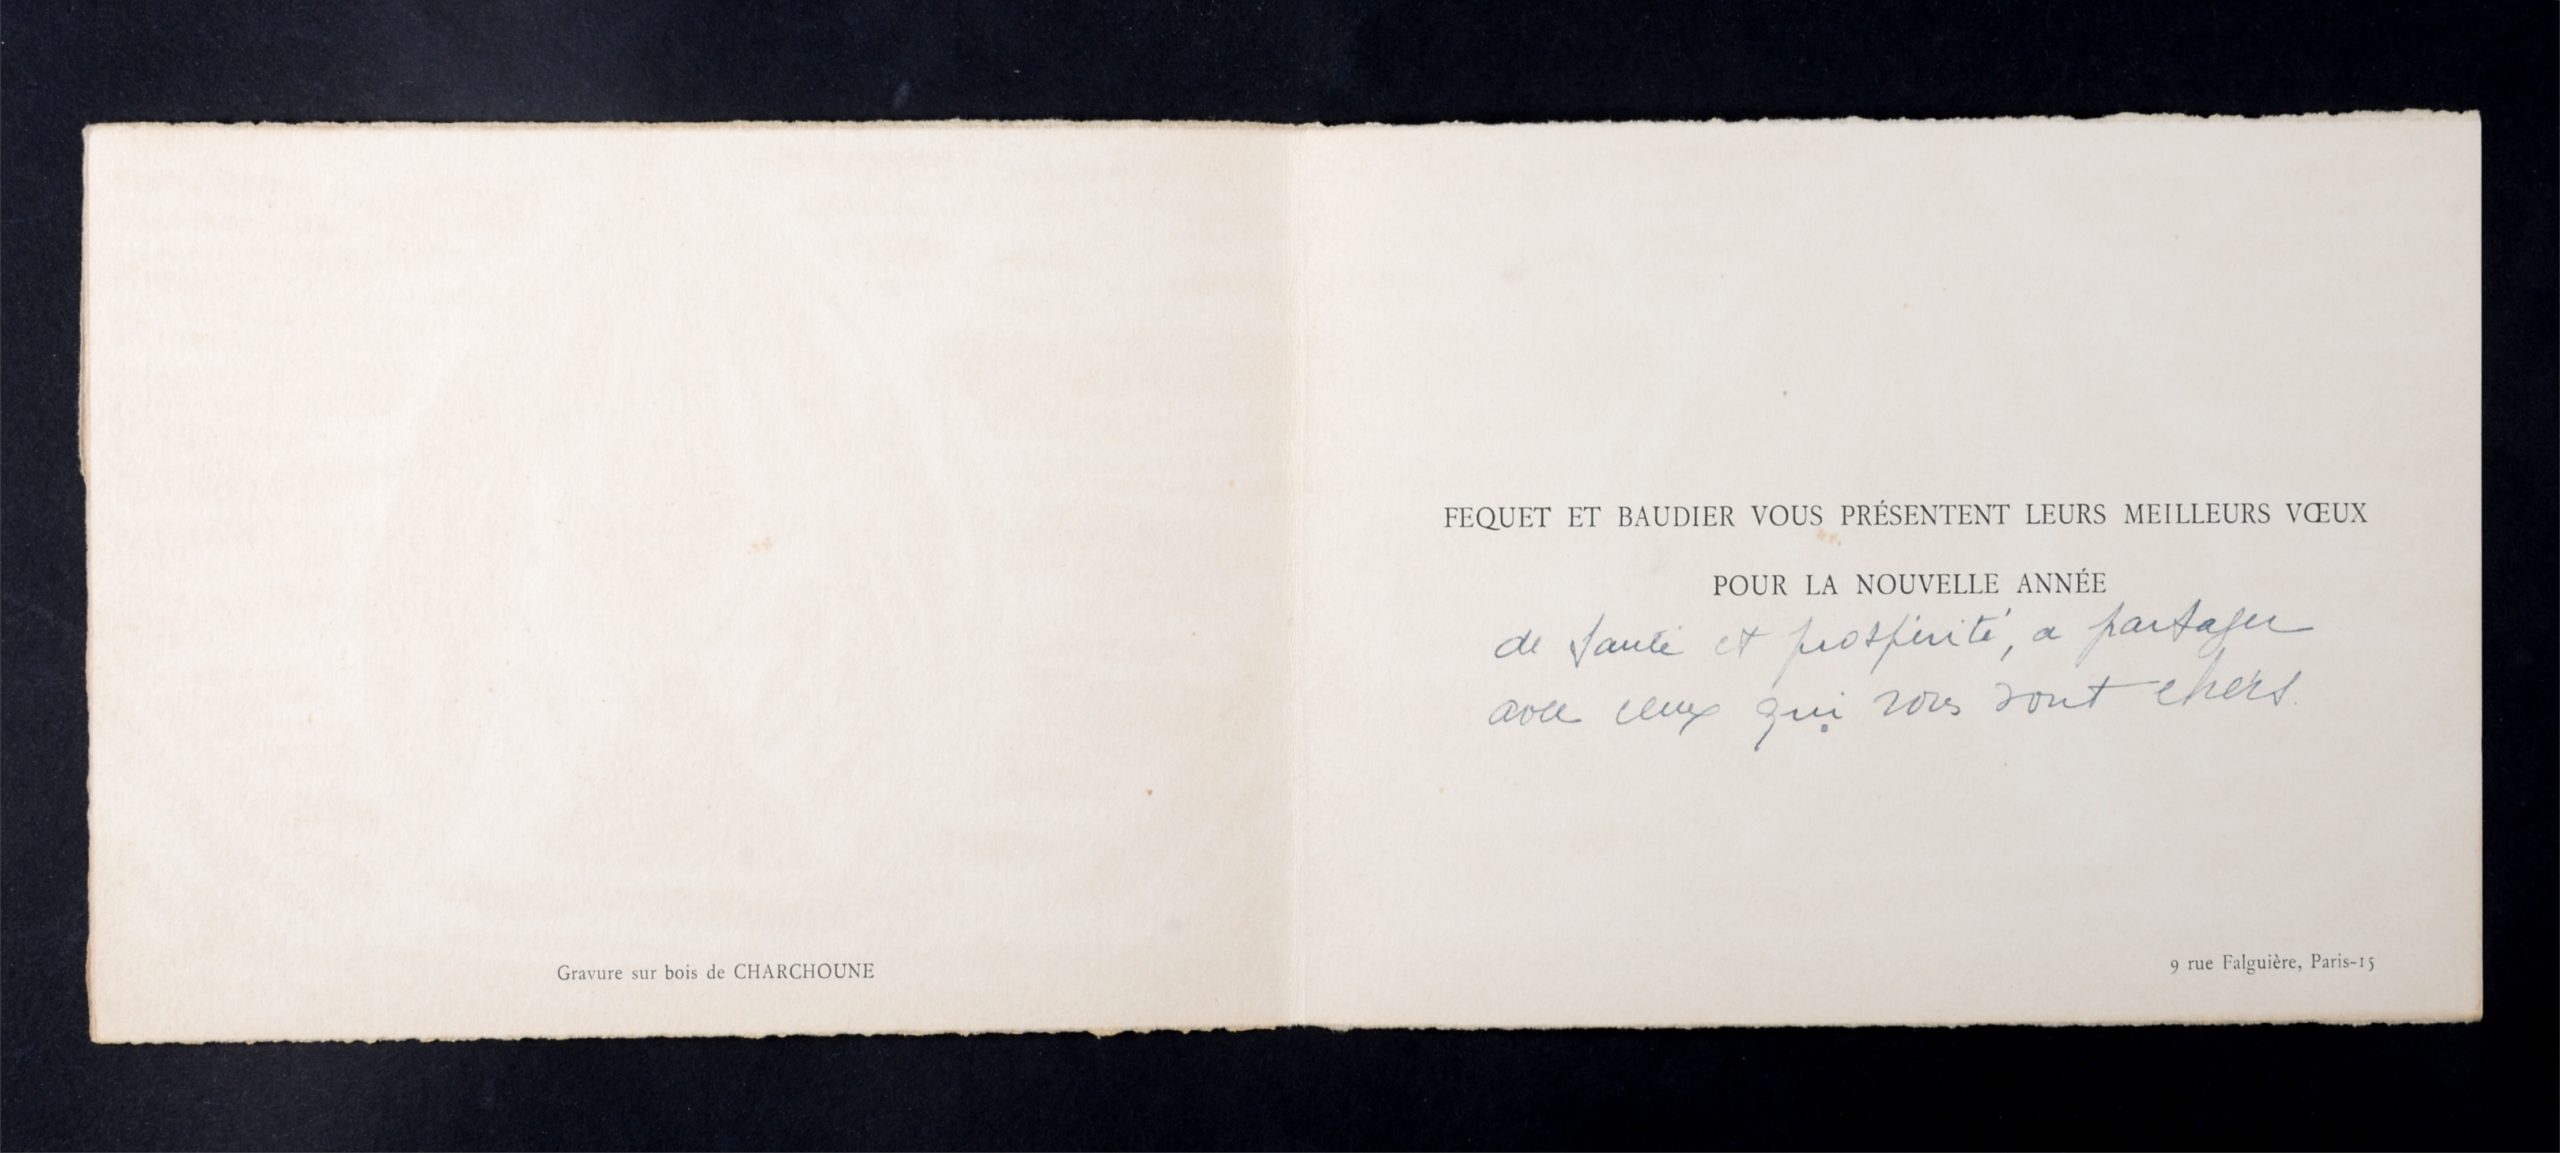 Gravure sur bois de CHARCHOUNE
FEQUET ET BAUDIER VOUS PRÉSENTENT LEURS MEILLEURS VŒUX
POUR LA NOUVELLE ANNÉE
de santé et prospérité, a partager
avec ceux qui vous sont chers.
9 rue Falguière, Paris-15